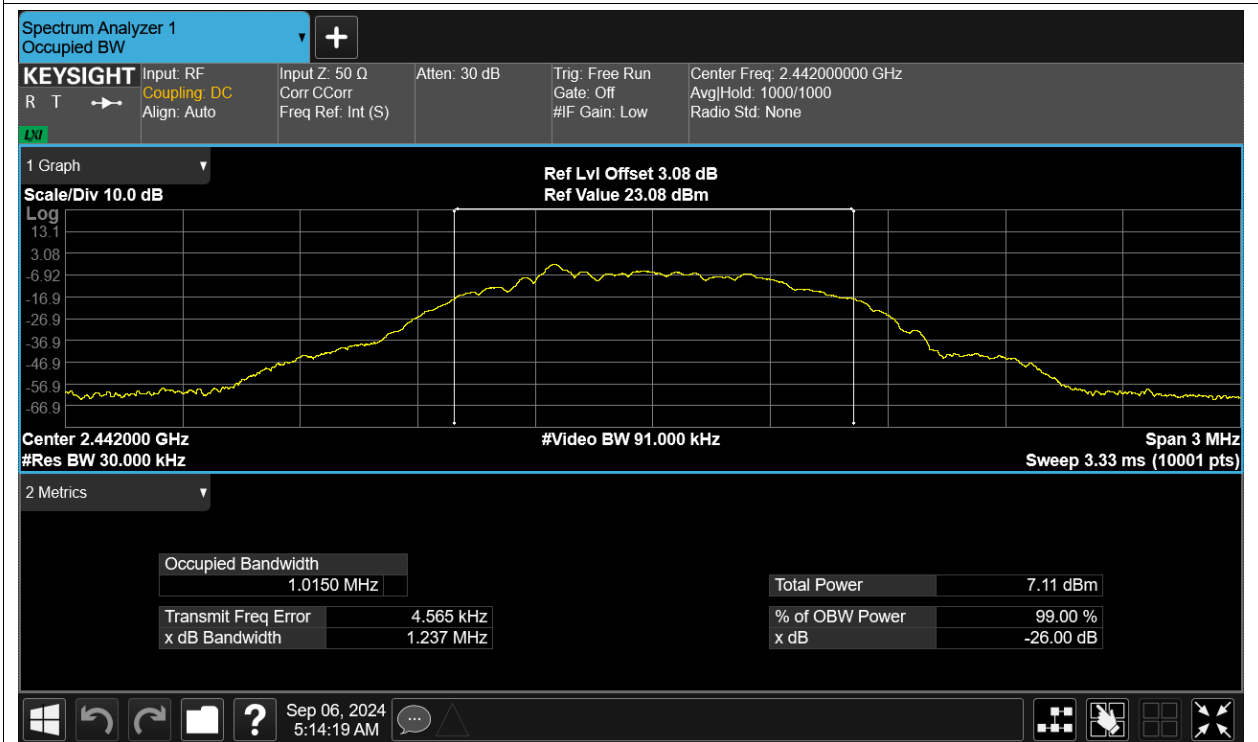 Spectrum Analyzer 1
Occupied BW
+
KEYSIGHT
R T
LXI
Input: RF
Coupling: DC
Align: Auto
Input Z: 50 Ω
Corr CCorr
Freq Ref: Int (S)
Atten: 30 dB
Trig: Free Run
Gate: Off
#IF Gain: Low
Center Freq: 2.442000000 GHz
Avg|Hold: 1000/1000
Radio Std: None
1 Graph
Scale/Div 10.0 dB
Ref Lvl Offset 3.08 dB
Ref Value 23.08 dBm
Log
13.1
3.08
-6.92
-16.9
-26.9
-36.9
-46.9
-56.9
-66.9
Center 2.442000 GHz
#Res BW 30.000 kHz
#Video BW 91.000 kHz
Span 3 MHz
Sweep 3.33 ms (10001 pts)
2 Metrics
Occupied Bandwidth
1.0150 MHz
Transmit Freq Error 4.565 kHz
x dB Bandwidth 1.237 MHz
Total Power 7.11 dBm
% of OBW Power 99.00 %
x dB -26.00 dB
?
Sep 06, 2024
5:14:19 AM